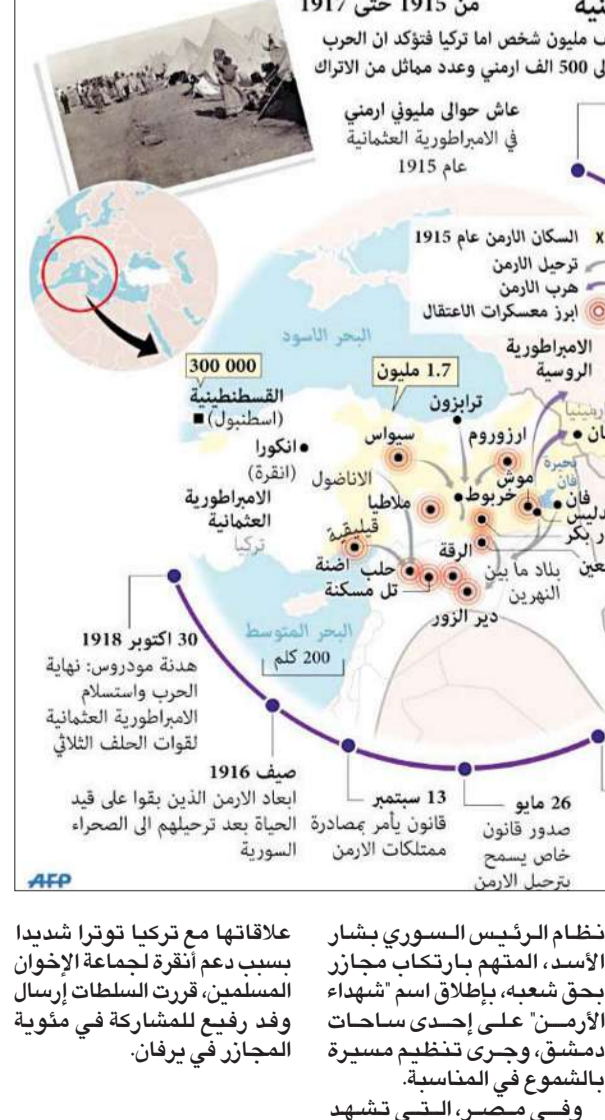 من 1915 حتى 1917
مليون شخص اما تركيا فتؤكد ان الحرب
500 الف ارمني وعدد مماثل من الاتراك
عاش حوالى مليوني ارمني
في الامبراطورية العثمانية
عام 1915
السكان الارمن عام 1915
ترحيل الارمن
هرب الارمن
ابرز معسكرات الاعتقال
الامبراطورية
الروسية
البحر الاسود
300 000
1.7 مليون
القسطنطينية
(اسطنبول)
ترابزون
سيواس
ارزوروم
انكورا
(انقرة)
الاناضول
موش
خربوط
بحيرة
فان
فان
ملاطيا
الامبراطورية
العثمانية
تركيا
قيليقية
اضنة
حلب
تل مسكنة
الرقة
بلاد ما بين
النهرين
دير الزور
البحر المتوسط
200 كلم
30 اكتوبر 1918
هدنة مودروس: نهاية
الحرب واستسلام
الامبراطورية العثمانية
لقوات الحلف الثلاثي
صيف 1916
ابعاد الارمن الذين بقوا على قيد
الحياة بعد ترحيلهم الى الصحراء
السورية
13 سبتمبر
قانون يأمر بمصادرة
ممتلكات الارمن
26 مايو
صدور قانون
خاص يسمح
بترحيل الارمن
AFP
نظام الرئيس السوري بشار
الأسد، المتهم بارتكاب مجازر
بحق شعبه، بإطلاق اسم "شهداء
الأرمن" على إحدى ساحات
دمشق، وجرى تنظيم مسيرة
بالشموع في المناسبة.
وفي مصر، التي تشهد
علاقاتها مع تركيا توترا شديدا
بسبب دعم أنقرة لجماعة الإخوان
المسلمين، قررت السلطات إرسال
وفد رفيع للمشاركة في مئوية
المجازر في يرفان.